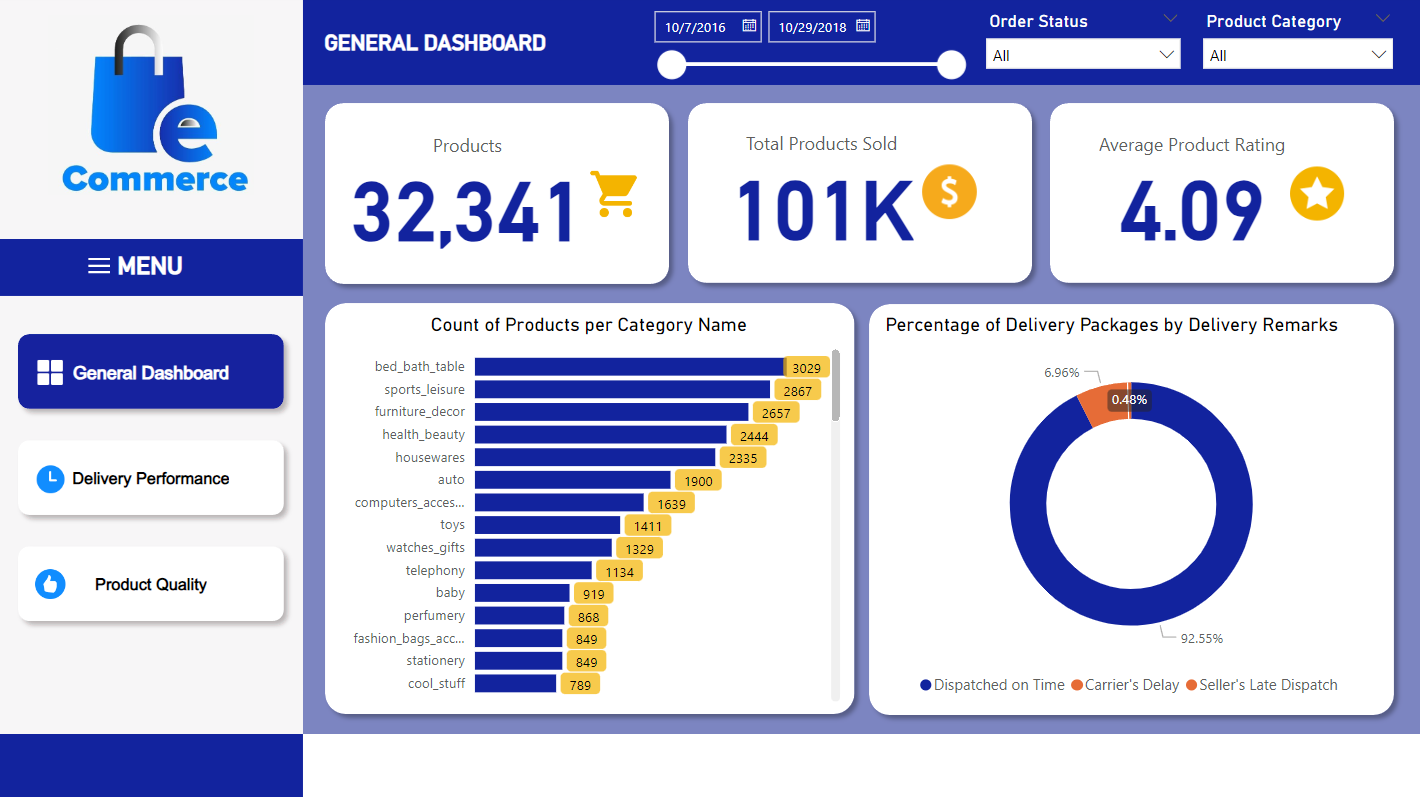 e
Commerce
MENU
General Dashboard
Delivery Performance
Product Quality
GENERAL DASHBOARD
10/7/2016
10/29/2018
Order Status
All
Product Category
All
Products
32,341
Total Products Sold
101K
$
Average Product Rating
4.09
Count of Products per Category Name
bed_bath_table 3029
sports_leisure 2867
furniture_decor 2657
health_beauty 2444
housewares 2335
auto 1900
computers_acces... 1639
toys 1411
watches_gifts 1329
telephony 1134
baby 919
perfumery 868
fashion_bags_acc... 849
stationery 849
cool_stuff 789
Percentage of Delivery Packages by Delivery Remarks
6.96%
0.48%
92.55%
Dispatched on Time Carrier's Delay Seller's Late Dispatch